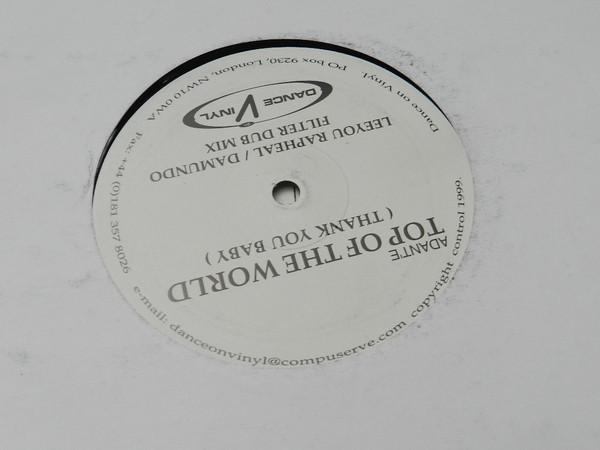 ADANT'E
TOP OF THE WORLD
( THANK YOU BABY )
LEEYOU RAPHEAL / DAMUNDO
FILTER DUB MIX
DANCE VINYL
Dance on Vinyl. PO box 9230, London, NW10 0WA Fax: +44 (0)181 357 8026 e-mail: danceonvinyl@compuserve.com copyright control 1999.